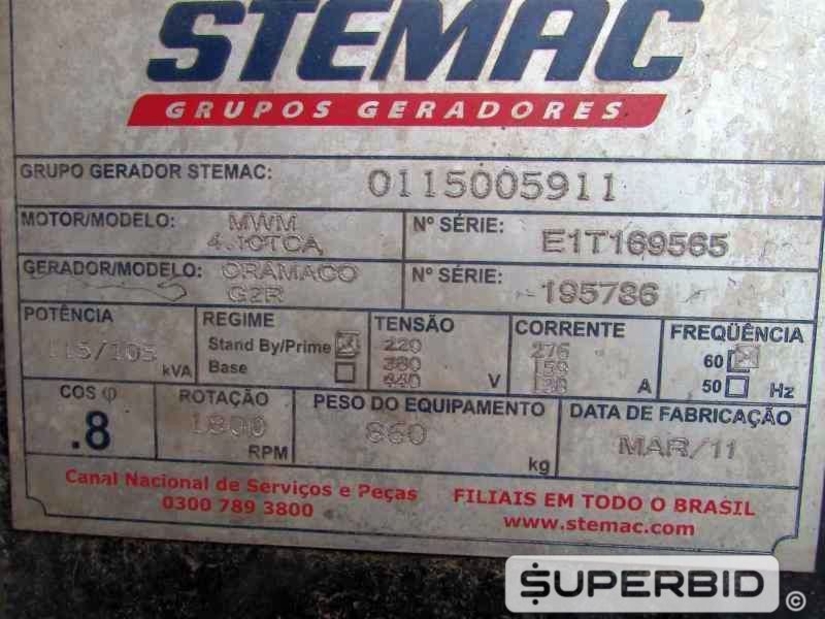 STEMAC
GRUPOS GERADORES
GRUPO GERADOR STEMAC: 0115005911
MOTOR/MODELO: MWM
4.10TCA
Nº SÉRIE: E1T169565
GERADOR/MODELO: CRAMACO
G2R
Nº SÉRIE: 195786
POTÊNCIA
115/105
kVA
REGIME
Stand By/Prime
Base
TENSÃO
220
380
440
V
CORRENTE
276
A
FREQÜÊNCIA
60
50 Hz
COS φ
.8
ROTAÇÃO
1800
RPM
PESO DO EQUIPAMENTO
860
kg
DATA DE FABRICAÇÃO
MAR/11
Canal Nacional de Serviços e Peças
0300 789 3800
FILIAIS EM TODO O BRASIL
www.stemac.com
SUPERBID ©